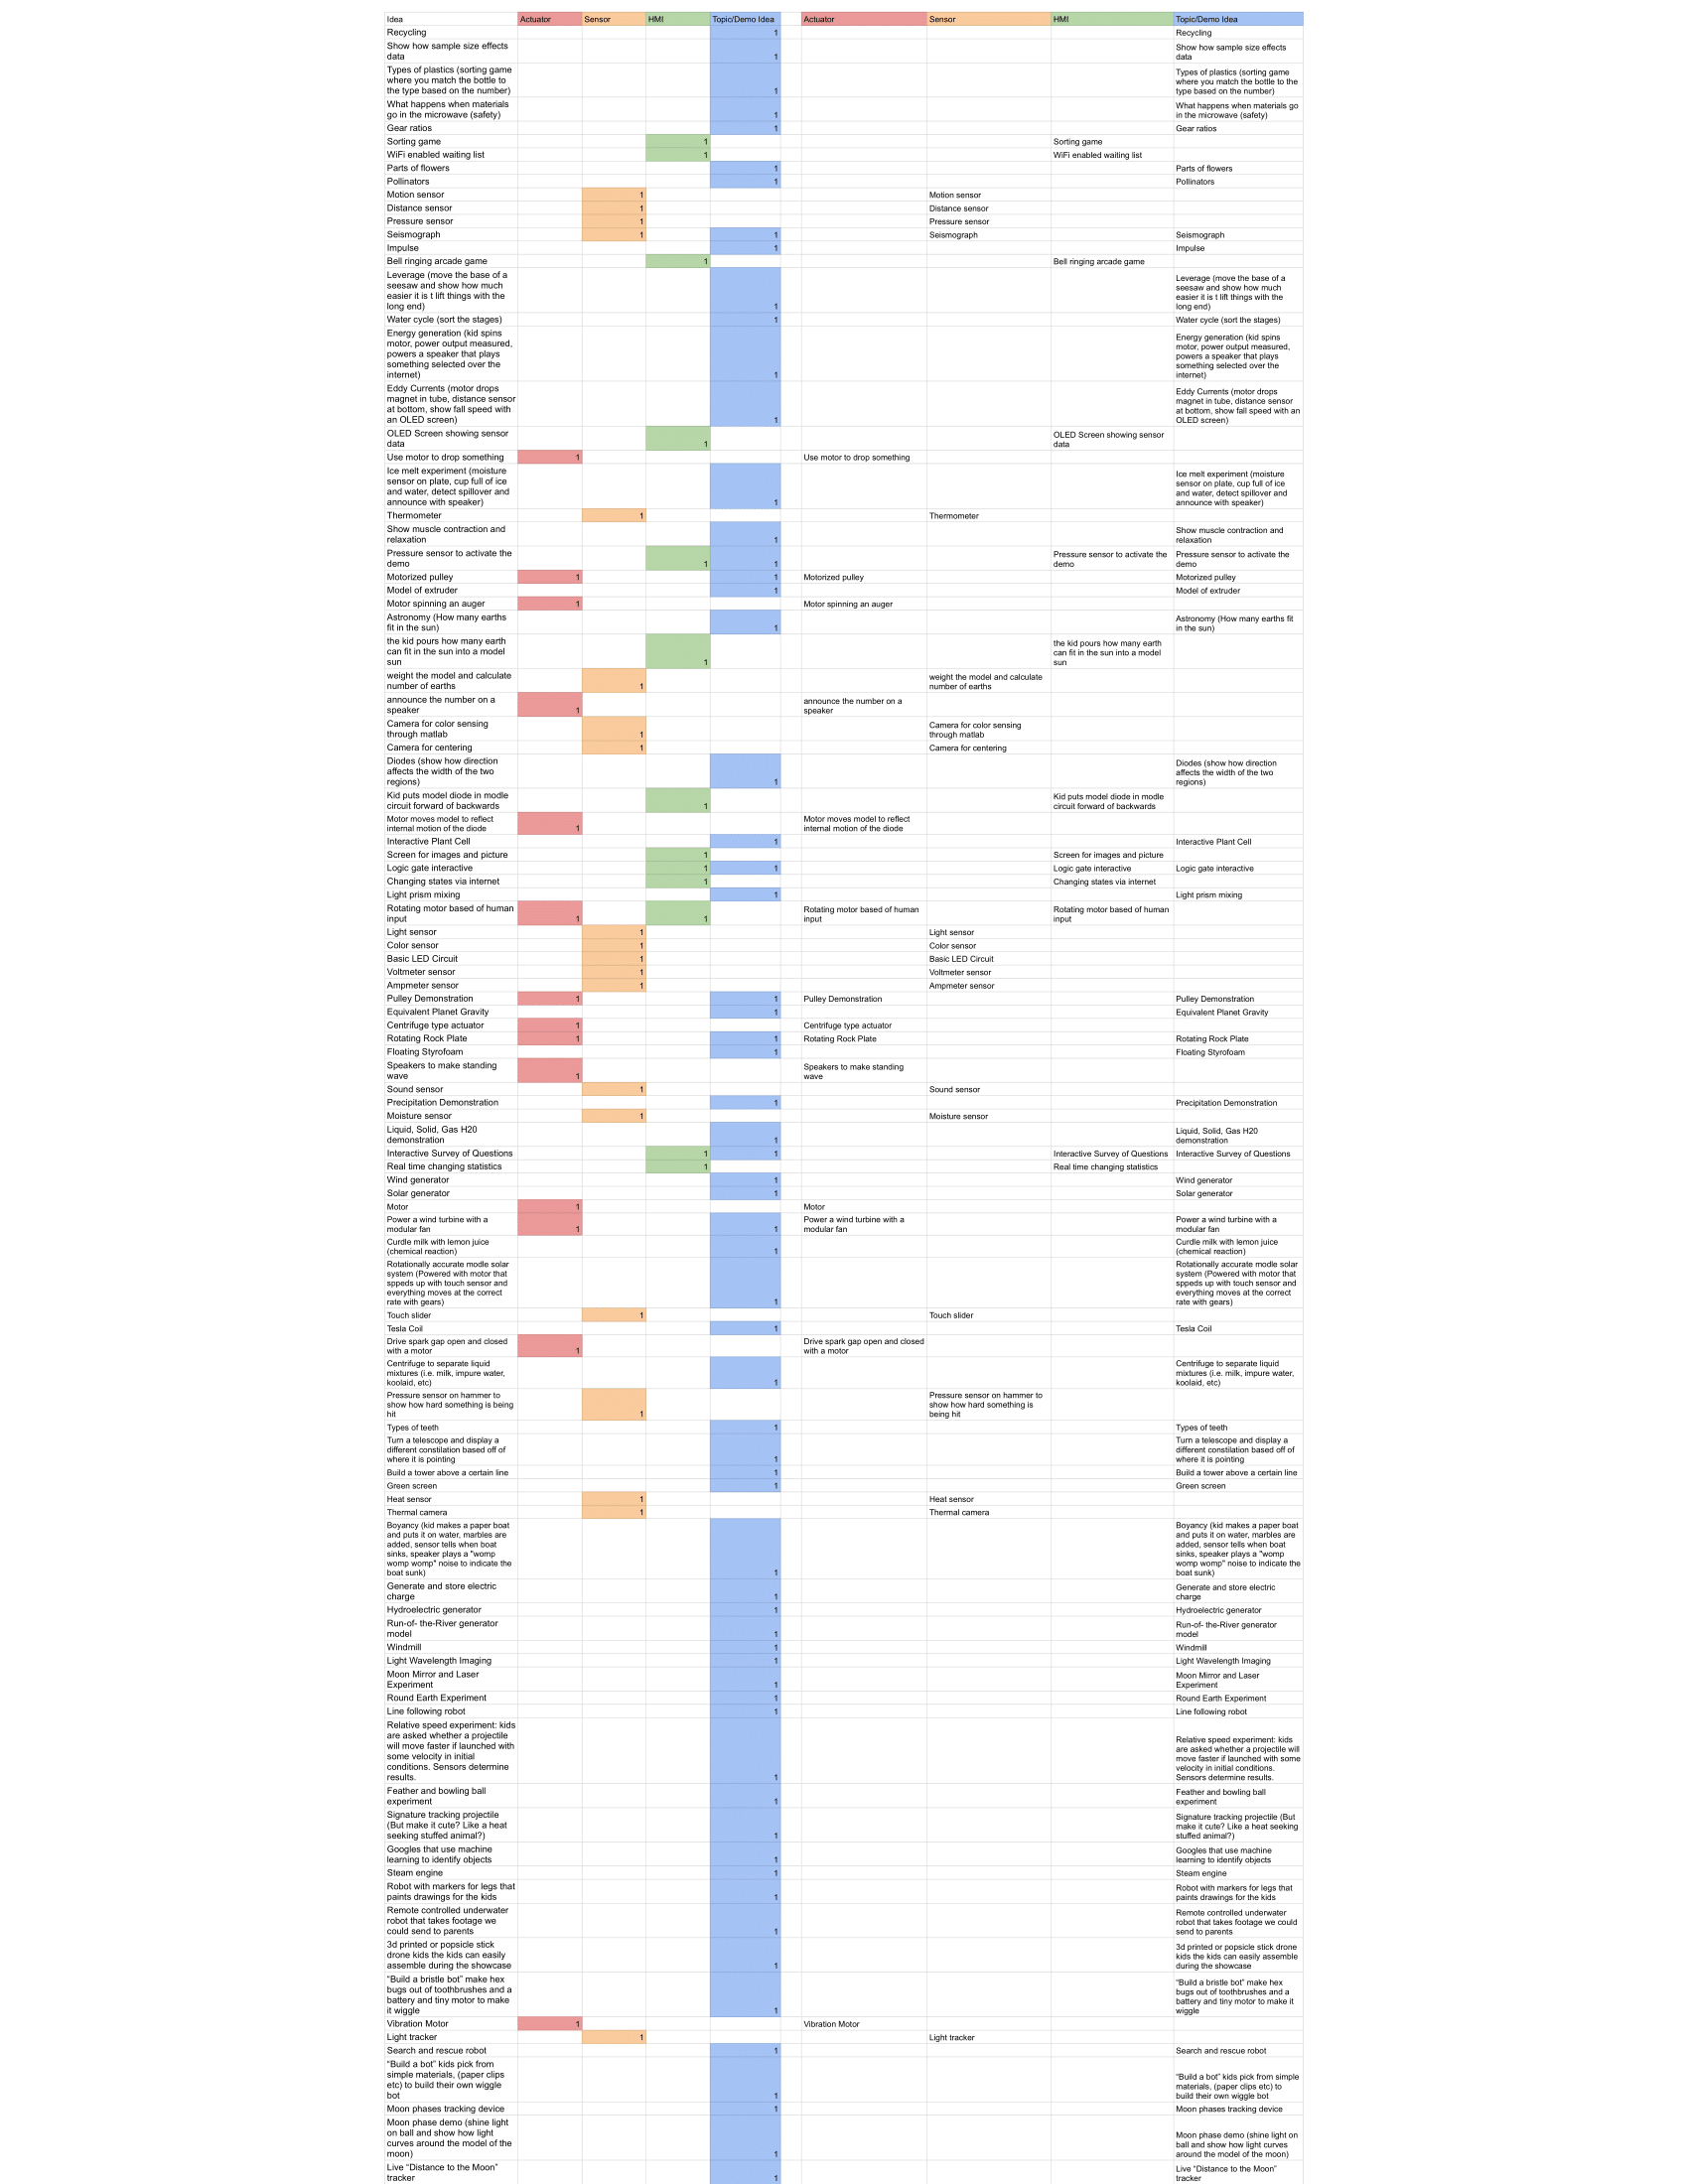 Idea Actuator Sensor HMI Topic/Demo Idea Actuator Sensor HMI Topic/Demo Idea
Recycling 1 Recycling
Show how sample size effects
data
1
Show how sample size effects
data
Types of plastics (sorting game
where you match the bottle to
the type based on the number)
1
Types of plastics (sorting game
where you match the bottle to the
type based on the number)
What happens when materials
go in the microwave (safety)
1
What happens when materials go
in the microwave (safety)
Gear ratios 1 Gear ratios
Sorting game 1 Sorting game
WiFi enabled waiting list 1 WiFi enabled waiting list
Parts of flowers 1 Parts of flowers
Pollinators 1 Pollinators
Motion sensor 1 Motion sensor
Distance sensor 1 Distance sensor
Pressure sensor 1 Pressure sensor
Seismograph 1 1 Seismograph Seismograph
Impulse 1 Impulse
Bell ringing arcade game 1 Bell ringing arcade game
Leverage (move the base of a
seesaw and show how much
easier it is t lift things with the
long end)
1
Leverage (move the base of a
seesaw and show how much
easier it is t lift things with the
long end)
Water cycle (sort the stages) 1 Water cycle (sort the stages)
Energy generation (kid spins
motor, power output measured,
powers a speaker that plays
something selected over the
internet)
1
Energy generation (kid spins
motor, power output measured,
powers a speaker that plays
something selected over the
internet)
Eddy Currents (motor drops
magnet in tube, distance sensor
at bottom, show fall speed with
an OLED screen)
1
Eddy Currents (motor drops
magnet in tube, distance sensor
at bottom, show fall speed with an
OLED screen)
OLED Screen showing sensor
data
1
OLED Screen showing sensor
data
Use motor to drop something 1 Use motor to drop something
Ice melt experiment (moisture
sensor on plate, cup full of ice
and water, detect spillover and
announce with speaker)
1
Ice melt experiment (moisture
sensor on plate, cup full of ice
and water, detect spillover and
announce with speaker)
Thermometer 1 Thermometer
Show muscle contraction and
relaxation
1
Show muscle contraction and
relaxation
Pressure sensor to activate the
demo
1 1
Pressure sensor to activate the
demo
Pressure sensor to activate the
demo
Motorized pulley 1 1 Motorized pulley Motorized pulley
Model of extruder 1 Model of extruder
Motor spinning an auger 1 Motor spinning an auger
Astronomy (How many earths
fit in the sun)
1
Astronomy (How many earths fit
in the sun)
the kid pours how many earth
can fit in the sun into a model
sun
1
the kid pours how many earth
can fit in the sun into a model
sun
weight the model and calculate
number of earths
1
weight the model and calculate
number of earths
announce the number on a
speaker
1
announce the number on a
speaker
Camera for color sensing
through matlab
1
Camera for color sensing
through matlab
Camera for centering 1 Camera for centering
Diodes (show how direction
affects the width of the two
regions)
1
Diodes (show how direction
affects the width of the two
regions)
Kid puts model diode in modle
circuit forward of backwards
1
Kid puts model diode in modle
circuit forward of backwards
Motor moves model to reflect
internal motion of the diode
1
Motor moves model to reflect
internal motion of the diode
Interactive Plant Cell 1 Interactive Plant Cell
Screen for images and picture 1 Screen for images and picture
Logic gate interactive 1 1 Logic gate interactive Logic gate interactive
Changing states via internet 1 Changing states via internet
Light prism mixing 1 Light prism mixing
Rotating motor based of human
input
1 1
Rotating motor based of human
input
Rotating motor based of human
input
Light sensor 1 Light sensor
Color sensor 1 Color sensor
Basic LED Circuit 1 Basic LED Circuit
Voltmeter sensor 1 Voltmeter sensor
Ampmeter sensor 1 Ampmeter sensor
Pulley Demonstration 1 1 Pulley Demonstration Pulley Demonstration
Equivalent Planet Gravity 1 Equivalent Planet Gravity
Centrifuge type actuator 1 Centrifuge type actuator
Rotating Rock Plate 1 1 Rotating Rock Plate Rotating Rock Plate
Floating Styrofoam 1 Floating Styrofoam
Speakers to make standing
wave
1
Speakers to make standing
wave
Sound sensor 1 Sound sensor
Precipitation Demonstration 1 Precipitation Demonstration
Moisture sensor 1 Moisture sensor
Liquid, Solid, Gas H20
demonstration
1
Liquid, Solid, Gas H20
demonstration
Interactive Survey of Questions 1 1 Interactive Survey of Questions Interactive Survey of Questions
Real time changing statistics 1 Real time changing statistics
Wind generator 1 Wind generator
Solar generator 1 Solar generator
Motor 1 Motor
Power a wind turbine with a
modular fan
1 1
Power a wind turbine with a
modular fan
Power a wind turbine with a
modular fan
Curdle milk with lemon juice
(chemical reaction)
1
Curdle milk with lemon juice
(chemical reaction)
Rotationally accurate modle solar
system (Powered with motor that
sppeds up with touch sensor and
everything moves at the correct
rate with gears)
1
Rotationally accurate modle solar
system (Powered with motor that
sppeds up with touch sensor and
everything moves at the correct
rate with gears)
Touch slider 1 Touch slider
Tesla Coil 1 Tesla Coil
Drive spark gap open and closed
with a motor
1
Drive spark gap open and closed
with a motor
Centrifuge to separate liquid
mixtures (i.e. milk, impure water,
koolaid, etc)
1
Centrifuge to separate liquid
mixtures (i.e. milk, impure water,
koolaid, etc)
Pressure sensor on hammer to
show how hard something is being
hit
1
Pressure sensor on hammer to
show how hard something is
being hit
Types of teeth 1 Types of teeth
Turn a telescope and display a
different constilation based off of
where it is pointing
1
Turn a telescope and display a
different constilation based off of
where it is pointing
Build a tower above a certain line 1 Build a tower above a certain line
Green screen 1 Green screen
Heat sensor 1 Heat sensor
Thermal camera 1 Thermal camera
Boyancy (kid makes a paper boat
and puts it on water, marbles are
added, sensor tells when boat
sinks, speaker plays a "womp
womp womp" noise to indicate the
boat sunk)
1
Boyancy (kid makes a paper boat
and puts it on water, marbles are
added, sensor tells when boat
sinks, speaker plays a "womp
womp womp" noise to indicate the
boat sunk)
Generate and store electric
charge
1
Generate and store electric
charge
Hydroelectric generator 1 Hydroelectric generator
Run-of- the-River generator
model
1
Run-of- the-River generator
model
Windmill 1 Windmill
Light Wavelength Imaging 1 Light Wavelength Imaging
Moon Mirror and Laser
Experiment
1
Moon Mirror and Laser
Experiment
Round Earth Experiment 1 Round Earth Experiment
Line following robot 1 Line following robot
Relative speed experiment: kids
are asked whether a projectile
will move faster if launched with
some velocity in initial
conditions. Sensors determine
results.
1
Relative speed experiment: kids
are asked whether a projectile will
move faster if launched with some
velocity in initial conditions.
Sensors determine results.
Feather and bowling ball
experiment
1
Feather and bowling ball
experiment
Signature tracking projectile
(But make it cute? Like a heat
seeking stuffed animal?)
1
Signature tracking projectile (But
make it cute? Like a heat seeking
stuffed animal?)
Googles that use machine
learning to identify objects
1
Googles that use machine
learning to identify objects
Steam engine 1 Steam engine
Robot with markers for legs that
paints drawings for the kids
1
Robot with markers for legs that
paints drawings for the kids
Remote controlled underwater
robot that takes footage we
could send to parents
1
Remote controlled underwater
robot that takes footage we could
send to parents
3d printed or popsicle stick
drone kids the kids can easily
assemble during the showcase
1
3d printed or popsicle stick drone
kids the kids can easily assemble
during the showcase
“Build a bristle bot” make hex
bugs out of toothbrushes and a
battery and tiny motor to make
it wiggle
1
“Build a bristle bot” make hex
bugs out of toothbrushes and a
battery and tiny motor to make it
wiggle
Vibration Motor 1 Vibration Motor
Light tracker 1 Light tracker
Search and rescue robot 1 Search and rescue robot
“Build a bot” kids pick from
simple materials, (paper clips
etc) to build their own wiggle
bot
1
“Build a bot” kids pick from simple
materials, (paper clips etc) to
build their own wiggle bot
Moon phases tracking device 1 Moon phases tracking device
Moon phase demo (shine light
on ball and show how light
curves around the model of the
moon)
1
Moon phase demo (shine light on
ball and show how light curves
around the model of the moon)
Live “Distance to the Moon”
tracker
1
Live “Distance to the Moon”
tracker